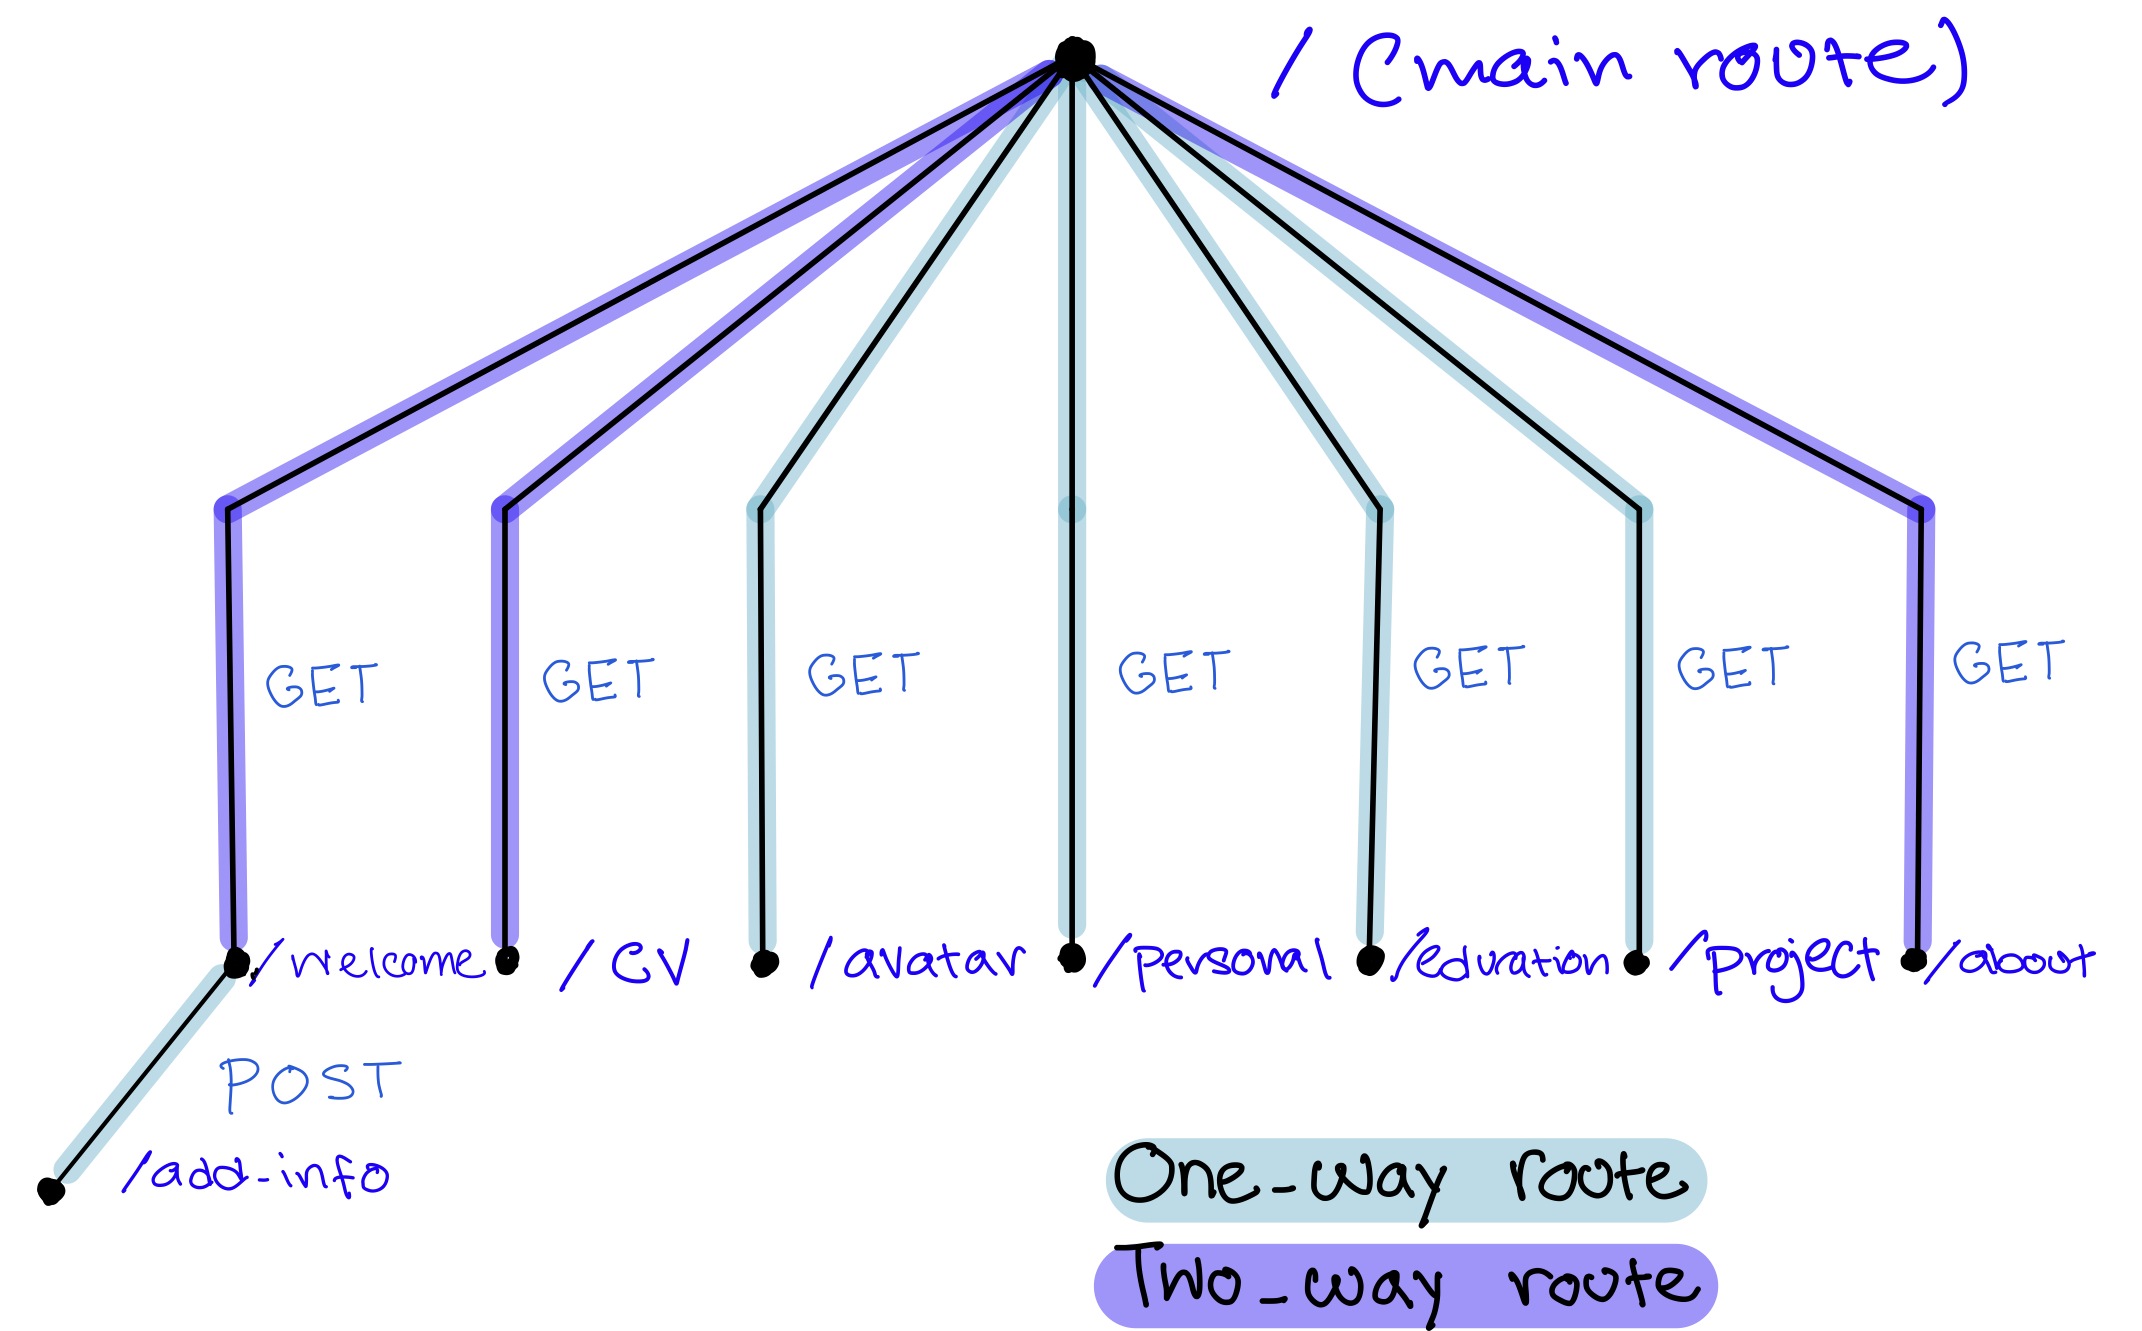 / (main route)
GET GET GET GET GET GET GET
/welcome /CV /avatar /personal /eduration /project /about
POST
/add-info
One-way route
Two-way route